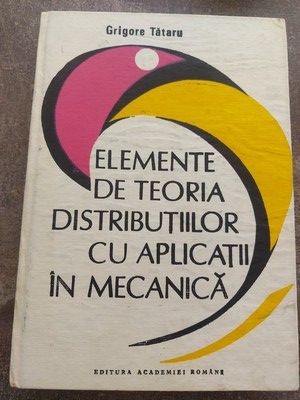 Grigore Tătaru
ELEMENTE
DE TEORIA
DISTRIBUȚIILOR
CU APLICAȚII
ÎN MECANICĂ
EDITURA ACADEMIEI ROMÂNE